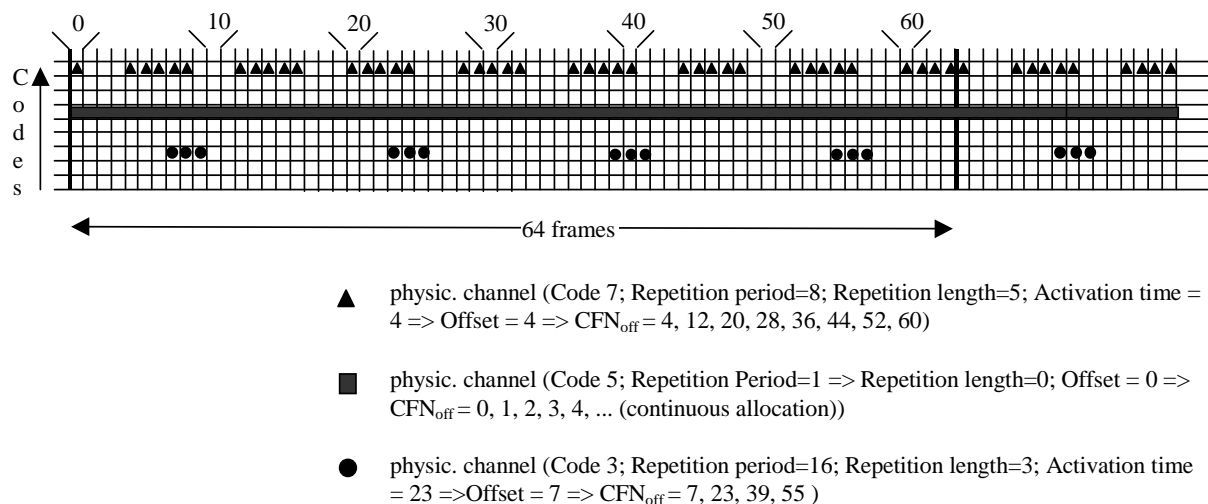 0 10 20 30 40 50 60
C
o
d
e
s
64 frames
physic. channel (Code 7; Repetition period=8; Repetition length=5; Activation time =
4 => Offset = 4 => CFNoff = 4, 12, 20, 28, 36, 44, 52, 60)
physic. channel (Code 5; Repetition Period=1 => Repetition length=0; Offset = 0 =>
CFNoff = 0, 1, 2, 3, 4, ... (continuous allocation))
physic. channel (Code 3; Repetition period=16; Repetition length=3; Activation time
= 23 =>Offset = 7 => CFNoff = 7, 23, 39, 55 )